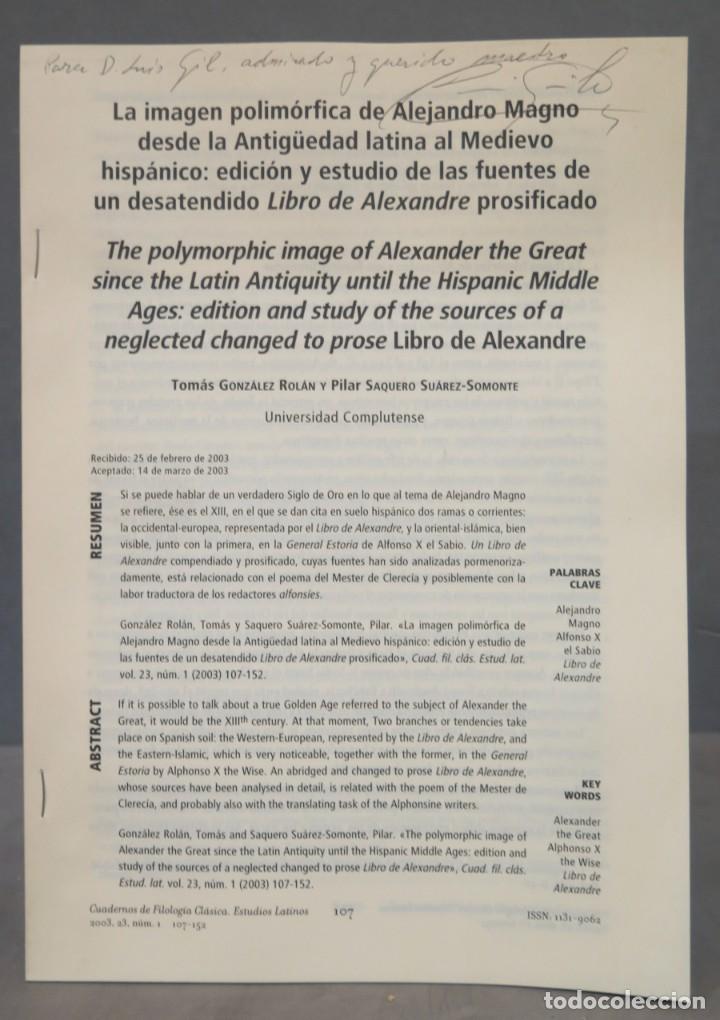 Para D. Luis Gil, admirado y querido maestro
La imagen polimórfica de Alejandro Magno
desde la Antigüedad latina al Medievo
hispánico: edición y estudio de las fuentes de
un desatendido Libro de Alexandre prosificado
The polymorphic image of Alexander the Great
since the Latin Antiquity until the Hispanic Middle
Ages: edition and study of the sources of a
neglected changed to prose Libro de Alexandre
Tomás GONZÁLEZ ROLÁN Y Pilar SAQUERO SUÁREZ-SOMONTE
Universidad Complutense
Recibido: 25 de febrero de 2003
Aceptado: 14 de marzo de 2003
RESUMEN
Si se puede hablar de un verdadero Siglo de Oro en lo que al tema de Alejandro Magno
se refiere, ése es el XIII, en el que se dan cita en suelo hispánico dos ramas o corrientes:
la occidental-europea, representada por el Libro de Alexandre, y la oriental-islámica, bien
visible, junto con la primera, en la General Estoria de Alfonso X el Sabio. Un Libro de
Alexandre compendiado y prosificado, cuyas fuentes han sido analizadas pormenoriza-
damente, está relacionado con el poema del Mester de Clerecía y posiblemente con la
labor traductora de los redactores alfonsíes.
González Rolán, Tomás y Saquero Suárez-Somonte, Pilar. «La imagen polimórfica de
Alejandro Magno desde la Antigüedad latina al Medievo hispánico: edición y estudio de
las fuentes de un desatendido Libro de Alexandre prosificado», Cuad. fil. clás. Estud. lat.
vol. 23, núm. 1 (2003) 107-152.
PALABRAS
CLAVE
Alejandro
Magno
Alfonso X
el Sabio
Libro de
Alexandre
ABSTRACT
If it is possible to talk about a true Golden Age referred to the subject of Alexander the
Great, it would be the XIIIth century. At that moment, Two branches or tendencies take
place on Spanish soil: the Western-European, represented by the Libro de Alexandre, and
the Eastern-Islamic, which is very noticeable, together with the former, in the General
Estoria by Alphonso X the Wise. An abridged and changed to prose Libro de Alexandre,
whose sources have been analysed in detail, is related with the poem of the Mester de
Clerecía, and probably also with the translating task of the Alphonsine writers.
González Rolán, Tomás and Saquero Suárez-Somonte, Pilar. «The polymorphic image of
Alexander the Great since the Latin Antiquity until the Hispanic Middle Ages: edition and
study of the sources of a neglected changed to prose Libro de Alexandre», Cuad. fil. clás.
Estud. lat. vol. 23, núm. 1 (2003) 107-152.
KEY
WORDS
Alexander
the Great
Alphonso X
the Wise
Libro de
Alexandre
Cuadernos de Filología Clásica. Estudios Latinos
2003, 23, núm. 1 107-152
107
ISSN: 1131-9062
todocoleccion